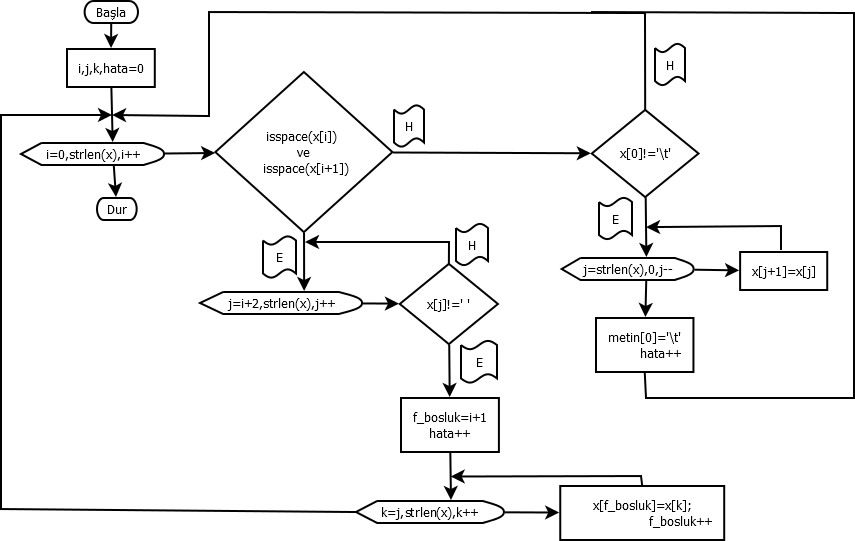 Başla
i,j,k,hata=0
i=0,strlen(x),i++
Dur
isspace(x[i])
ve
isspace(x[i+1])
H
E
j=i+2,strlen(x),j++
H
x[j]!=' '
E
f_bosluk=i+1
hata++
k=j,strlen(x),k++
x[f_bosluk]=x[k];
f_bosluk++
H
x[0]!='\t'
E
j=strlen(x),0,j--
x[j+1]=x[j]
metin[0]='\t'
hata++